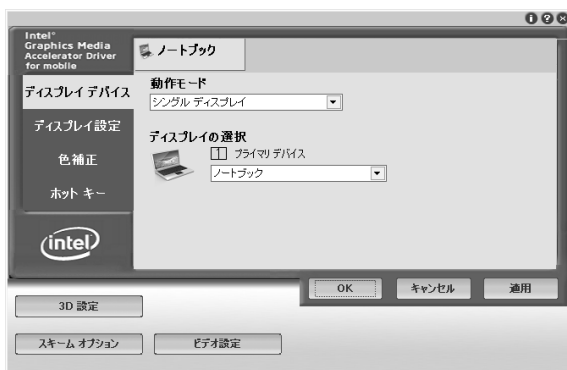 Intel®
Graphics Media
Accelerator Driver
for mobile
ノートブック
ディスプレイ デバイス
ディスプレイ設定
色補正
ホット キー
intel
動作モード
シングル ディスプレイ
ディスプレイの選択
1 プライマリ デバイス
ノートブック
OK キャンセル 適用
3D 設定
スキーム オプション ビデオ設定